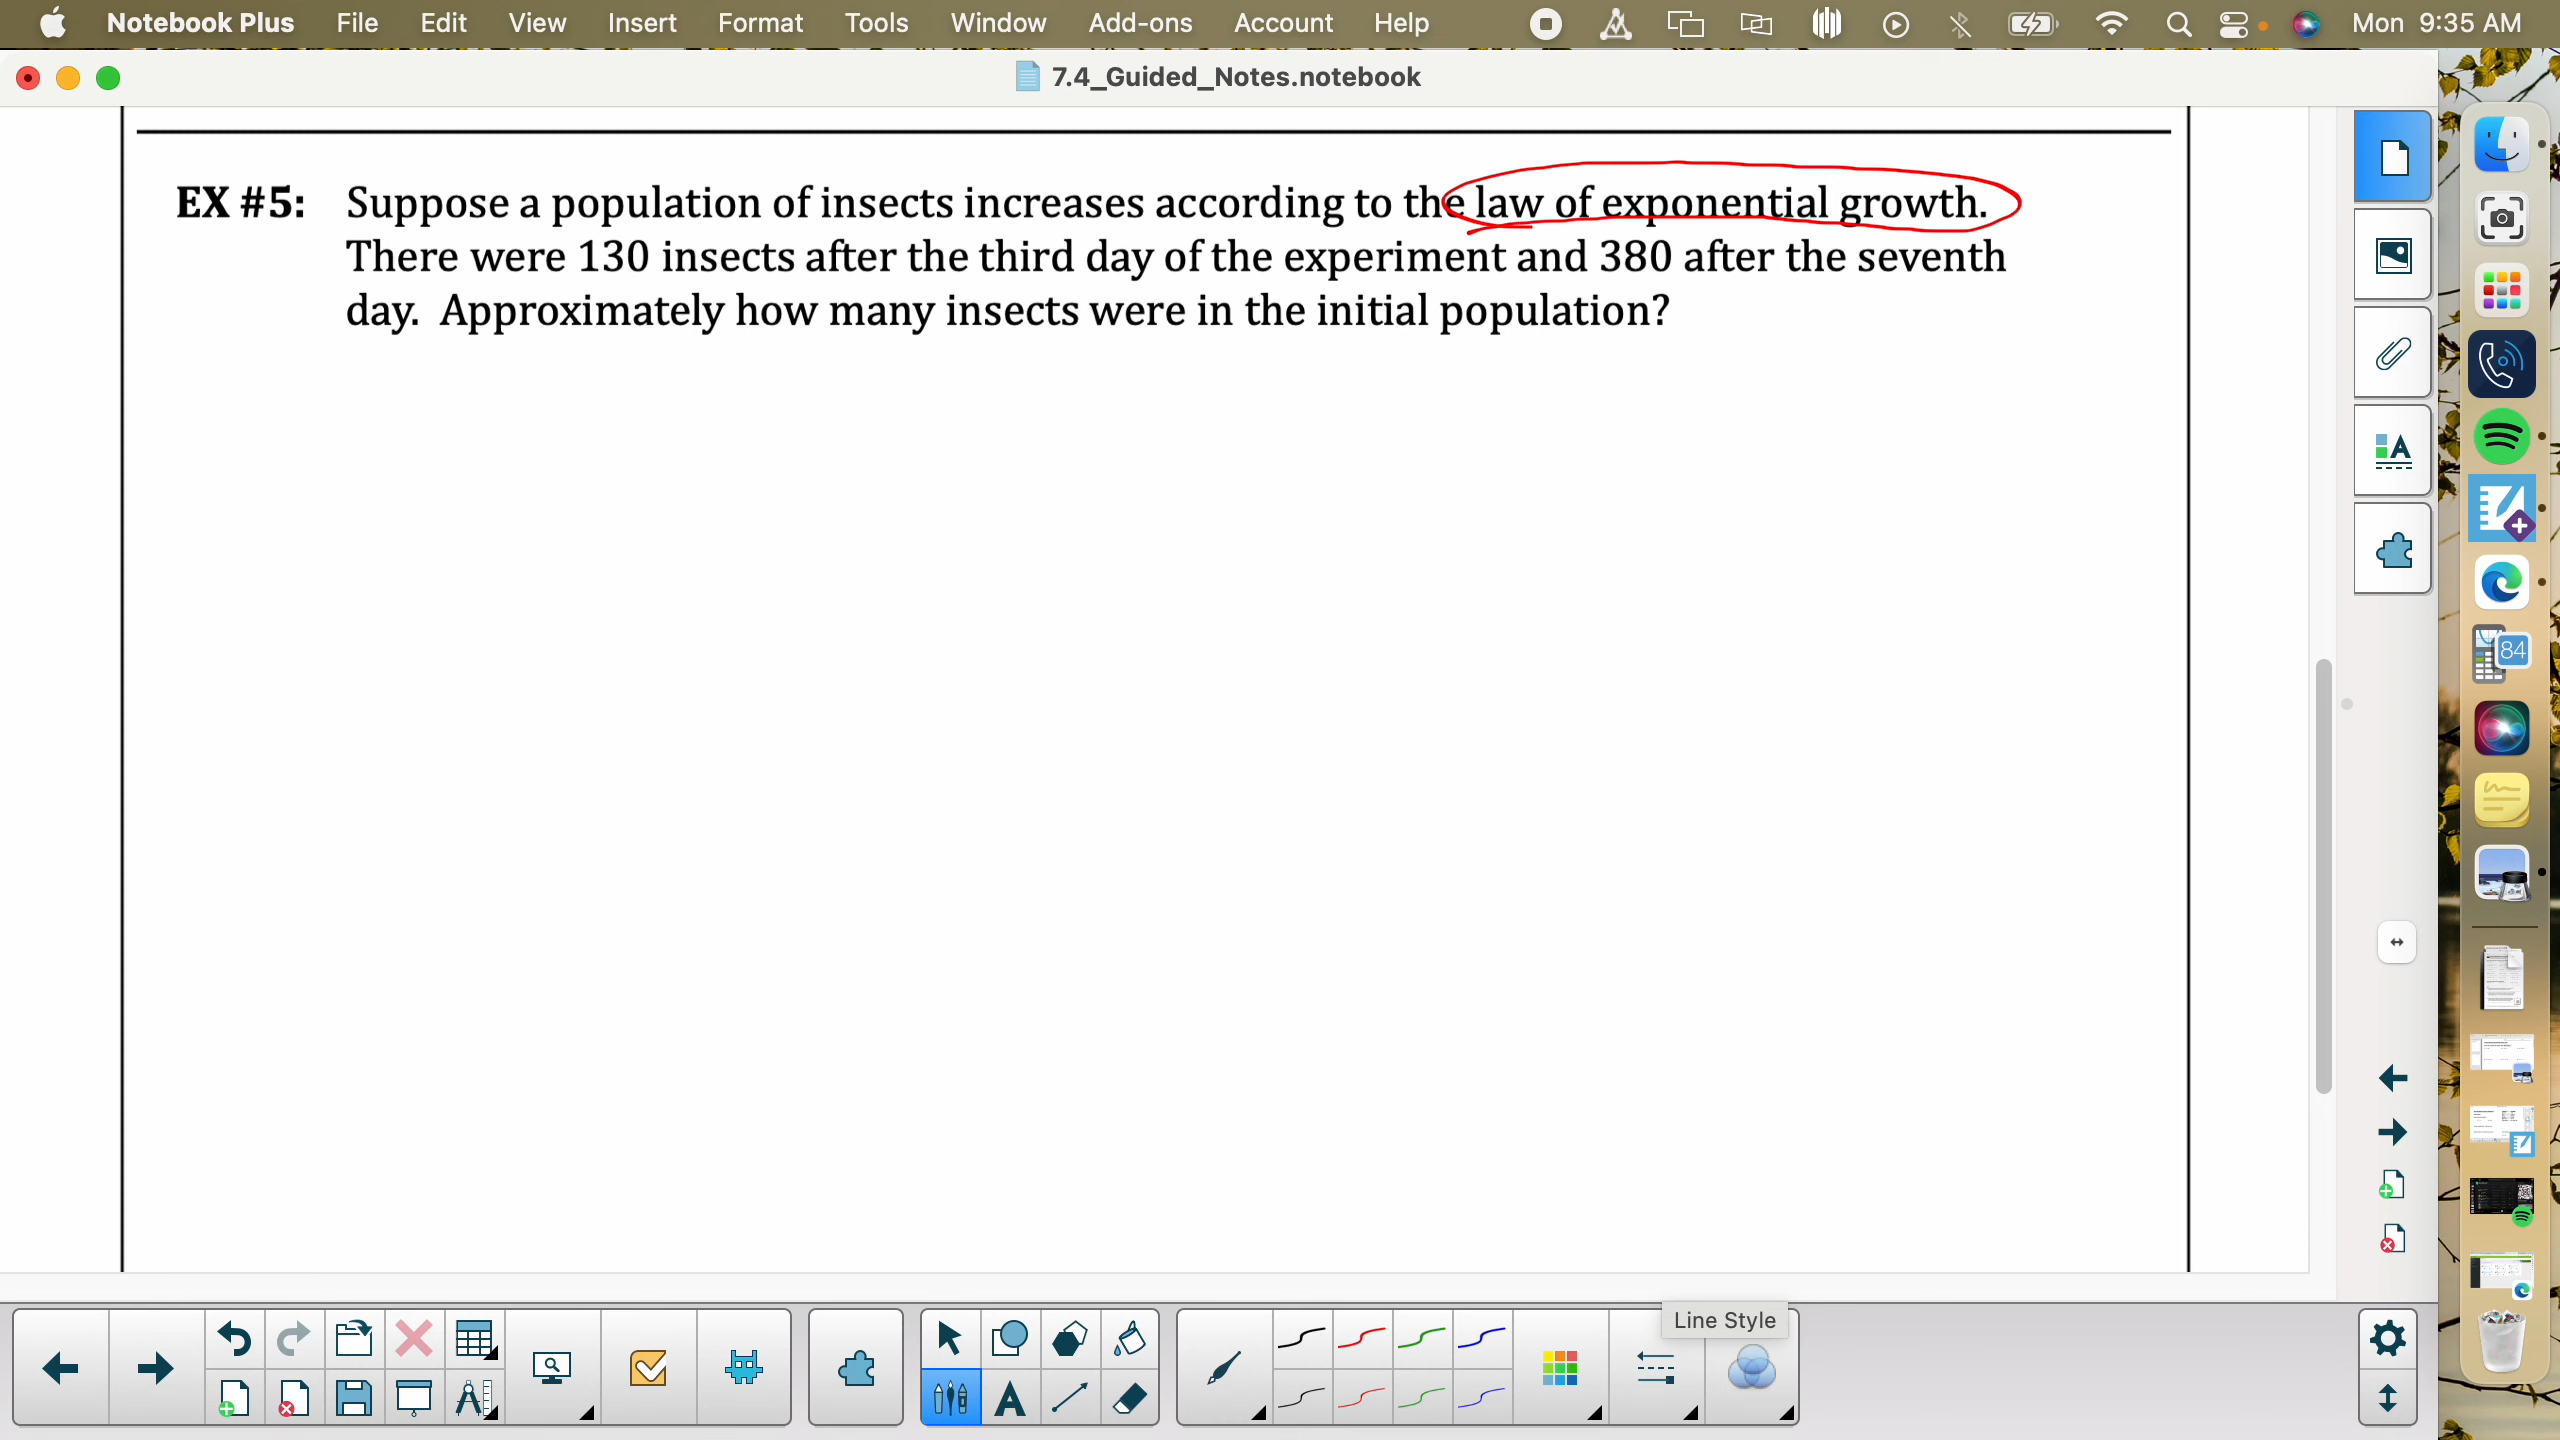 Notebook Plus File Edit View Insert Format Tools Window Add-ons Account Help Mon 9:35 AM
7.4_Guided_Notes.notebook
EX #5: Suppose a population of insects increases according to the law of exponential growth.
There were 130 insects after the third day of the experiment and 380 after the seventh
day. Approximately how many insects were in the initial population?
A
84
Line Style
A